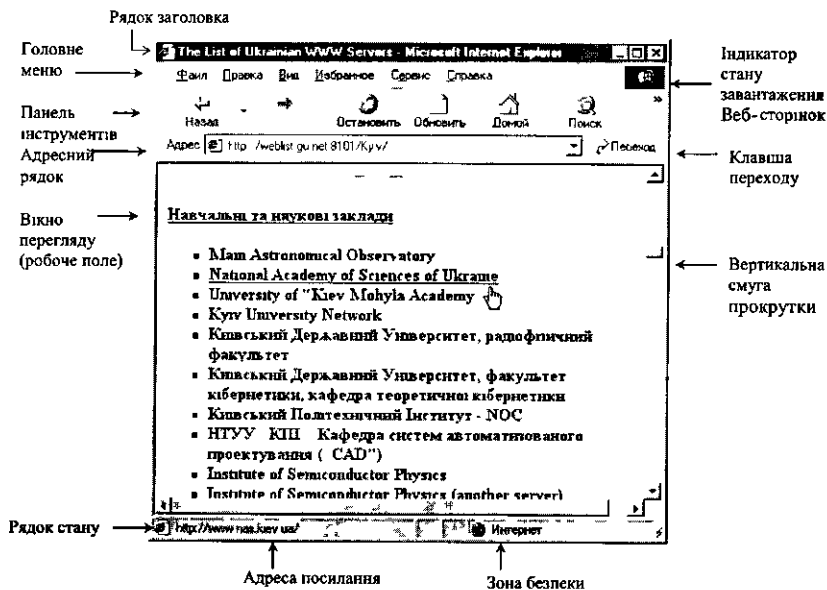 Рядок заголовка
Головне
меню
Панель
інструментів
Адресний
рядок
Вікно
перегляду
(робоче поле)
Рядок стану
The List of Ukrainian WWW Servers - Microsoft Internet Explorer
Файл Правка Вид Избранное Сервис Справка
Назад Остановить Обновить Домой Поиск »
Адрес http //weblist gu net 8101/Kyiv/ Переход
Навчальні та наукові заклади
Main Astronomical Observatory
National Academy of Sciences of Ukraine
University of "Kiev Mohyla Academy
Kyiv University Network
Київський Державний Університет, радіофізичний
факультет
Київський Державний Університет, факультет
кібернетики, кафедра теоретичної кібернетики
Київський Політехнічний Інститут - NOC
НТУУ КПІ Кафедра систем автоматизованого
проектування ( CAD")
Institute of Semiconductor Physics
Institute of Semiconductor Physics (another server)
http://www.nas.kiev.ua/ Интернет
Індикатор
стану
завантаження
Веб-сторінок
Клавіша
переходу
Вертикальна
смуга
прокрутки
Адреса посилання
Зона безпеки